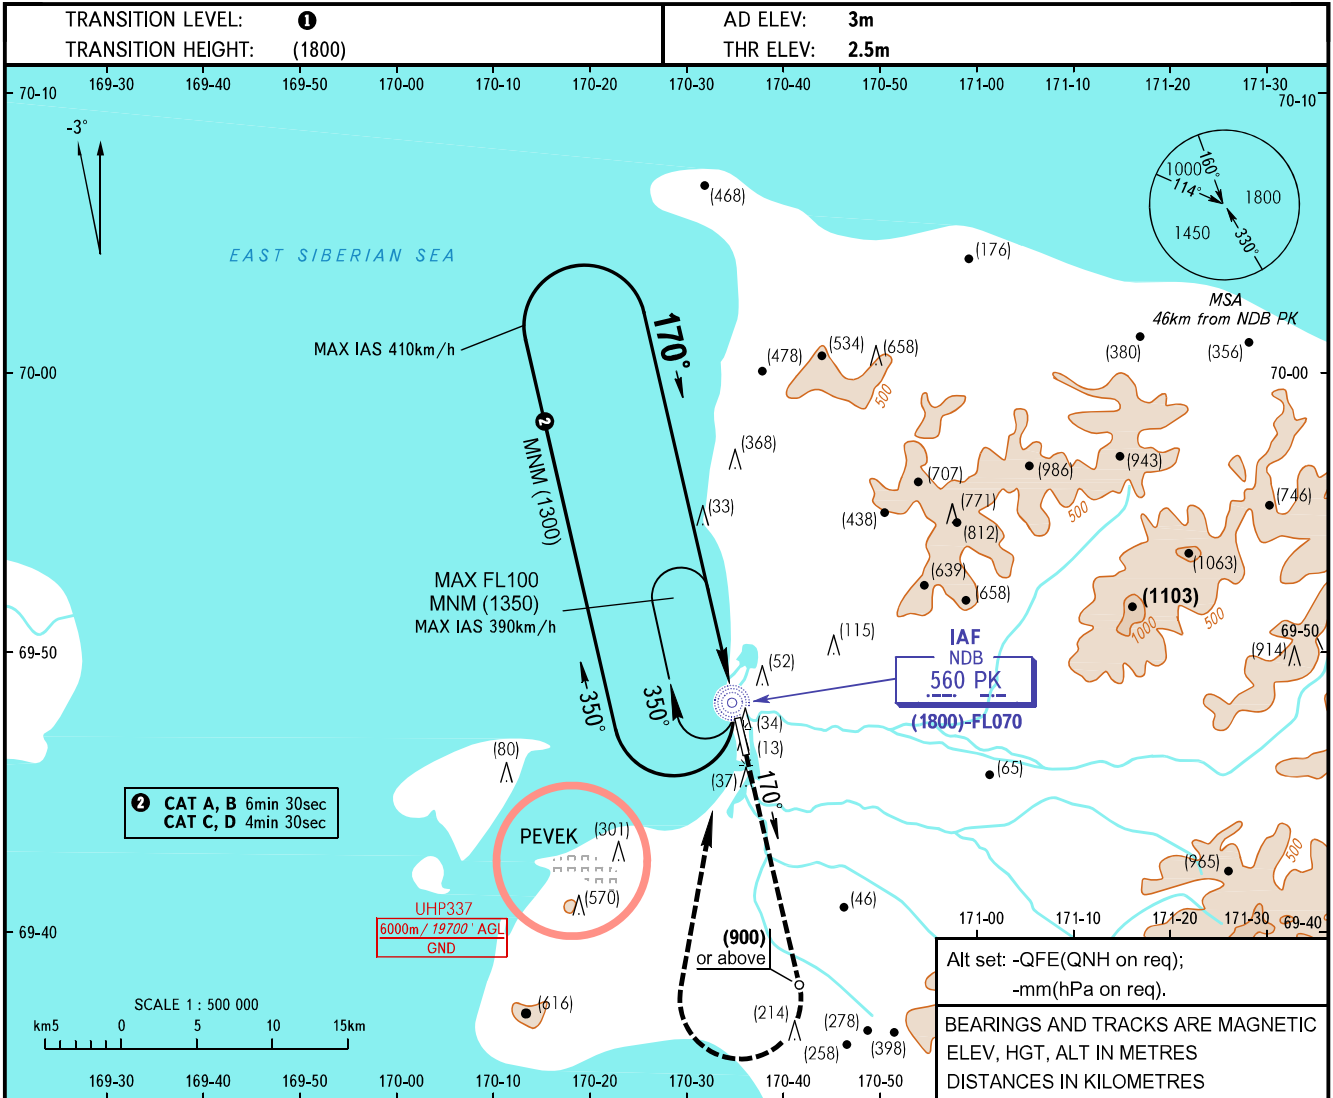 TRANSITION LEVEL: 1
TRANSITION HEIGHT: (1800)
AD ELEV: 3m
THR ELEV: 2.5m
169-30 169-40 169-50 170-00 170-10 170-20 170-30 170-40 170-50 171-00 171-10 171-20 171-30
70-10 70-10
-3°
1000
160°
114°
1800
1450
330°
MSA
46km from NDB PK
(468)
EAST SIBERIAN SEA
(176)
MAX IAS 410km/h
170°
(478)
(534)
(658)
(380)
(356)
70-00 70-00
500
2
MNM (1300)
(368)
(707)
(986)
(943)
(33)
(438)
(771)
(812)
500
(746)
(1063)
MAX FL100
MNM (1350)
MAX IAS 390km/h
(639)
(658)
(1103)
1000
500
(115)
69-50 69-50
(914)
IAF
NDB
560 PK
(1800)-FL070
(52)
350°
350°
(34)
(13)
(37)
170°
(65)
(80)
2 CAT A, B 6min 30sec
CAT C, D 4min 30sec
PEVEK
(301)
(570)
UHP337
6000m/ 19700' AGL
GND
(965)
500
(46)
171-00 171-10 171-20 171-30
69-40 69-40
(900)
or above
Alt set: -QFE(QNH on req);
-mm(hPa on req).
(616)
(214)
(278)
(258)
(398)
SCALE 1 : 500 000
km5 0 5 10 15km
BEARINGS AND TRACKS ARE MAGNETIC
ELEV, HGT, ALT IN METRES
DISTANCES IN KILOMETRES
169-30 169-40 169-50 170-00 170-10 170-20 170-30 170-40 170-50